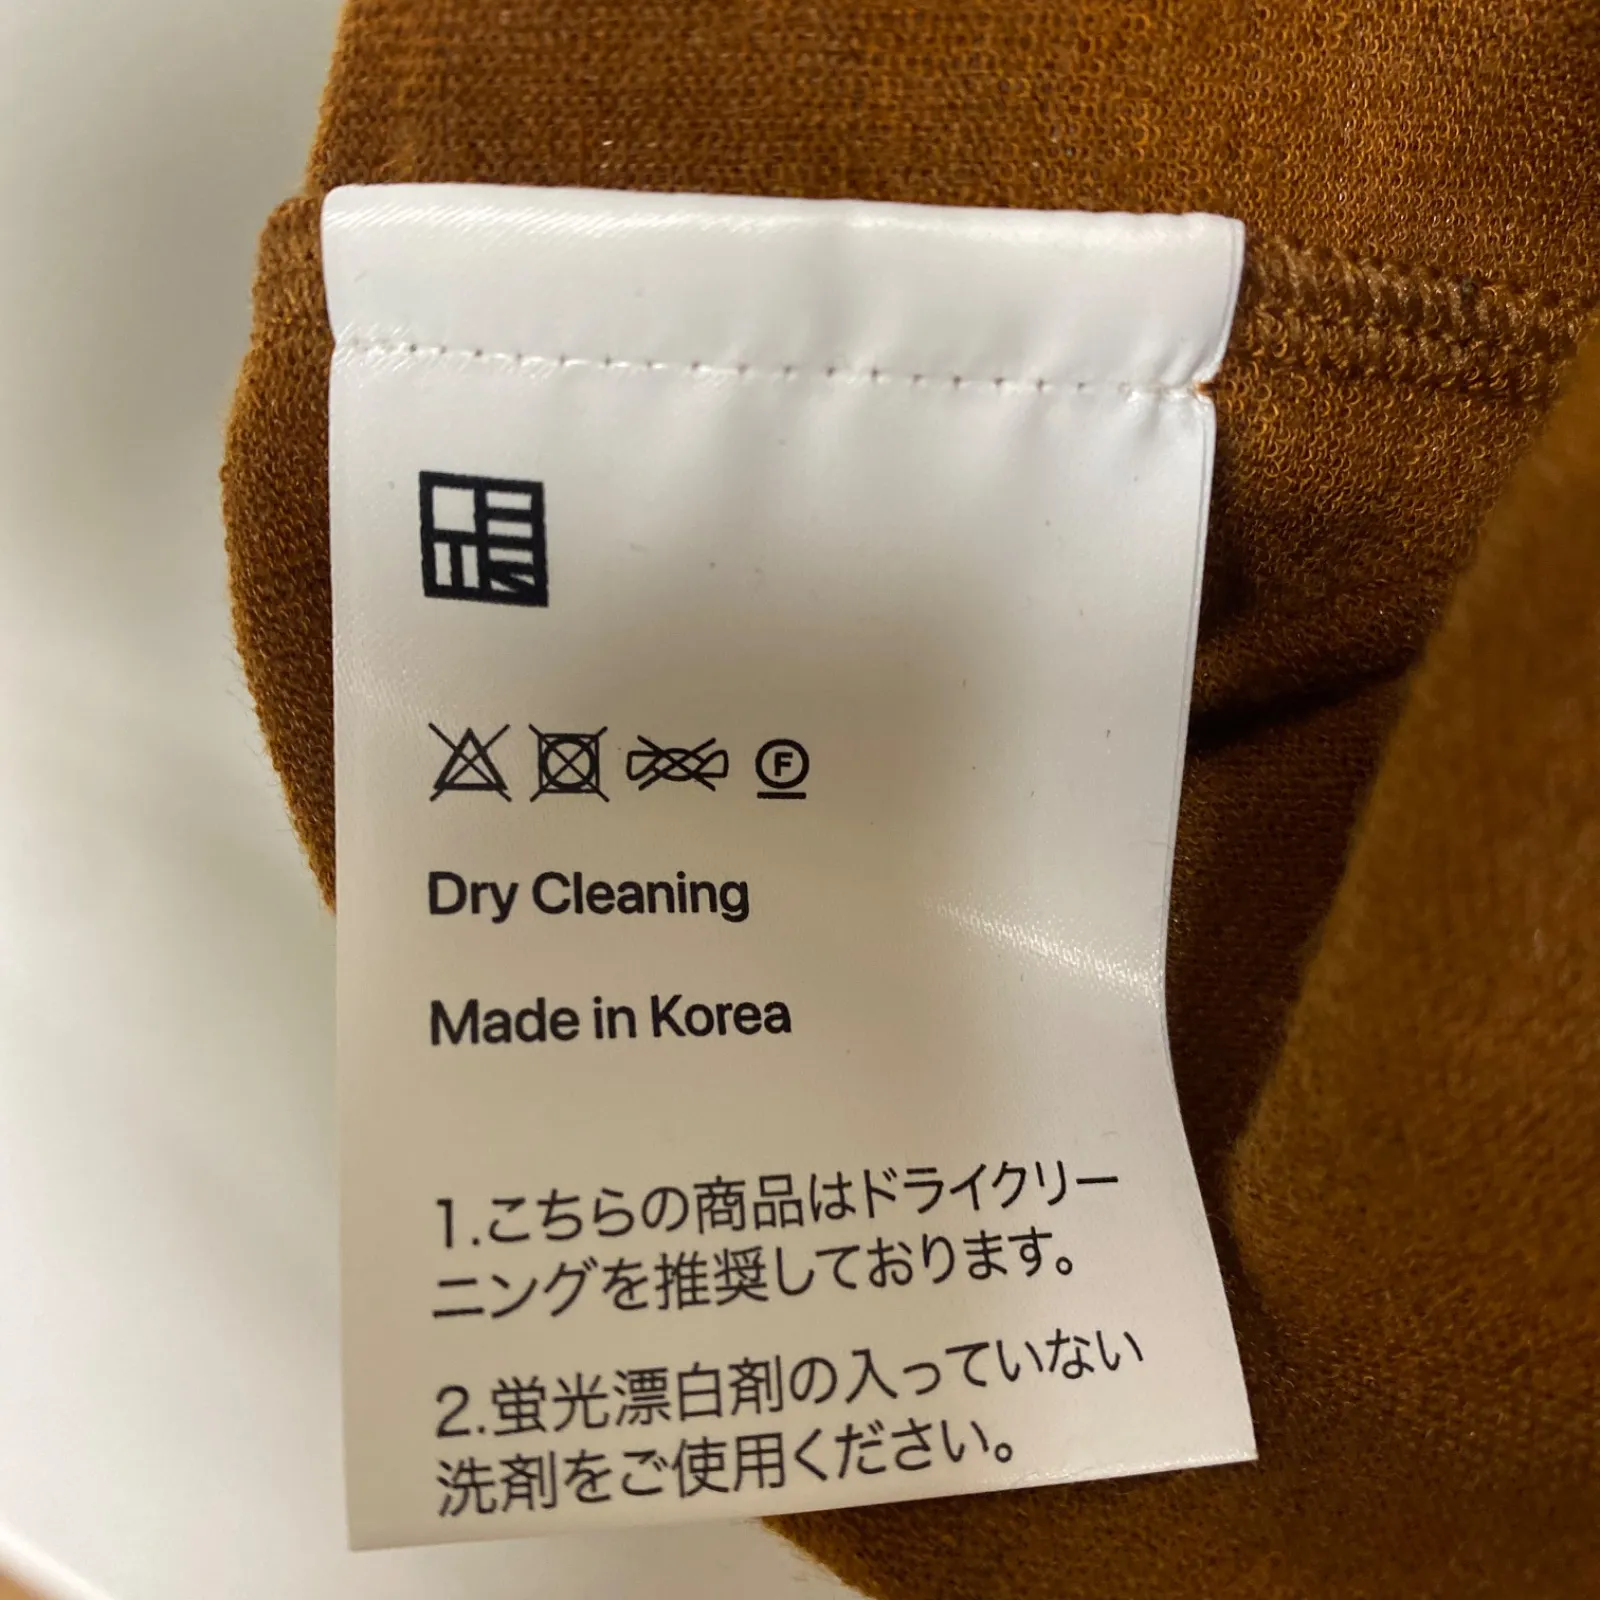 F
Dry Cleaning
Made in Korea
1.こちらの商品はドライクリー
ニングを推奨しております。
2.蛍光漂白剤の入っていない
洗剤をご使用ください。